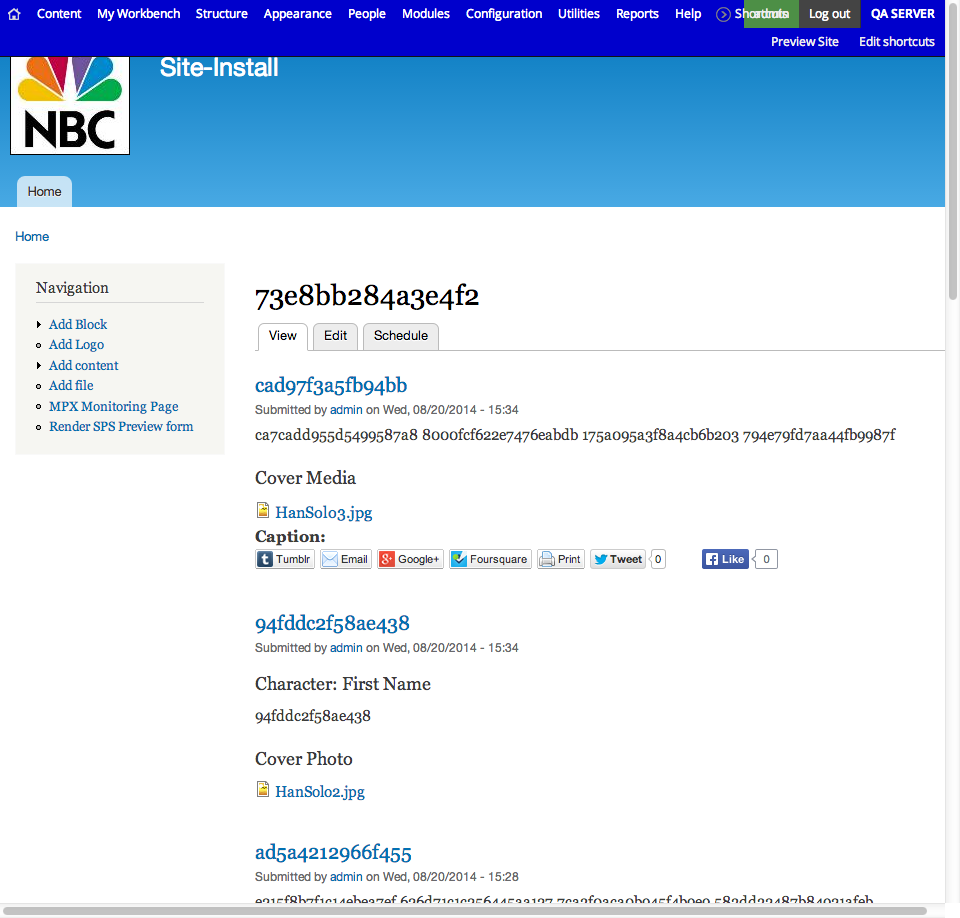 Content My Workbench Structure Appearance People Modules Configuration Utilities Reports Help Shortcuts Log out QA SERVER
Preview Site Edit shortcuts
Site-Install
NBC
Home
Home
Navigation
Add Block
Add Logo
Add content
Add file
MPX Monitoring Page
Render SPS Preview form
73e8bb284a3e4f2
View Edit Schedule
cad97f3a5fb94bb
Submitted by admin on Wed, 08/20/2014 - 15:34
ca7cadd955d5499587a8 8000fcf622e7476eabdb 175a095a3f8a4cb6b203 794e79fd7aa44fb9987f
Cover Media
HanSolo3.jpg
Caption:
Tumblr Email Google+ Foursquare Print Tweet 0 Like 0
94fddc2f58ae438
Submitted by admin on Wed, 08/20/2014 - 15:34
Character: First Name
94fddc2f58ae438
Cover Photo
HanSolo2.jpg
ad5a4212966f455
Submitted by admin on Wed, 08/20/2014 - 15:28